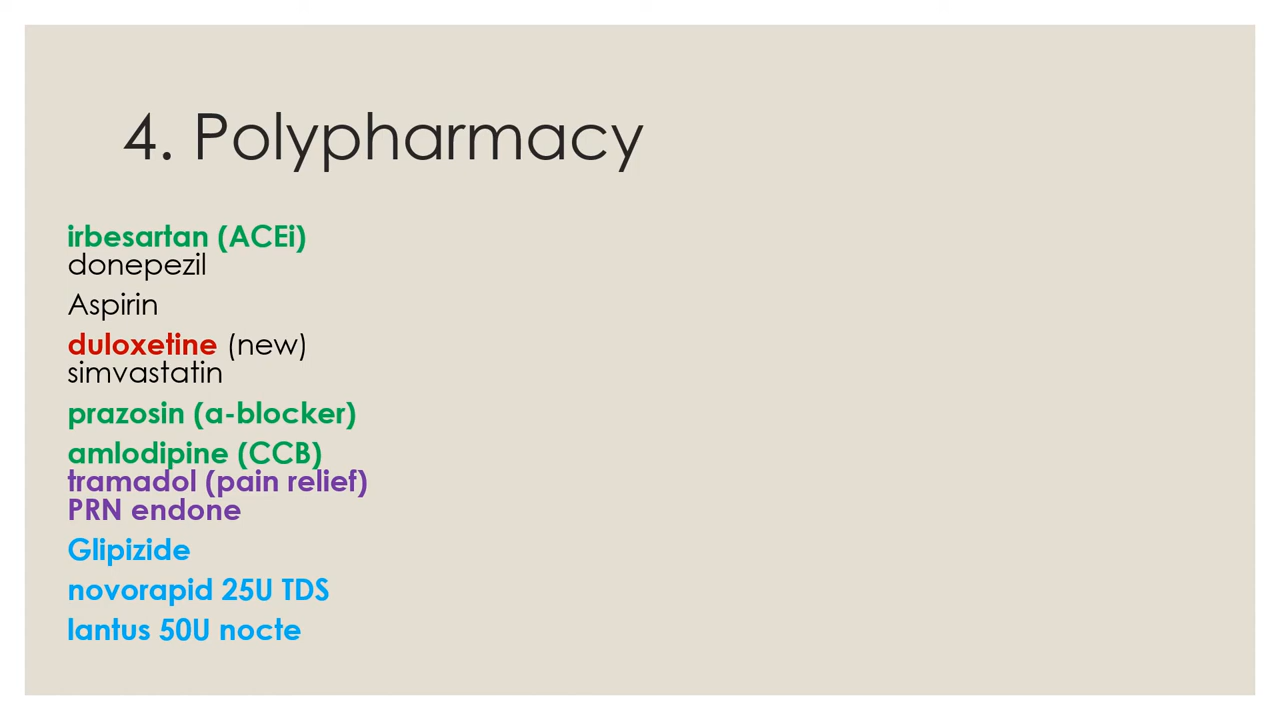 4. Polypharmacy
irbesartan (ACEi)
donepezil
Aspirin
duloxetine (new)
simvastatin
prazosin (a-blocker)
amlodipine (CCB)
tramadol (pain relief)
PRN endone
Glipizide
novorapid 25U TDS
lantus 50U nocte